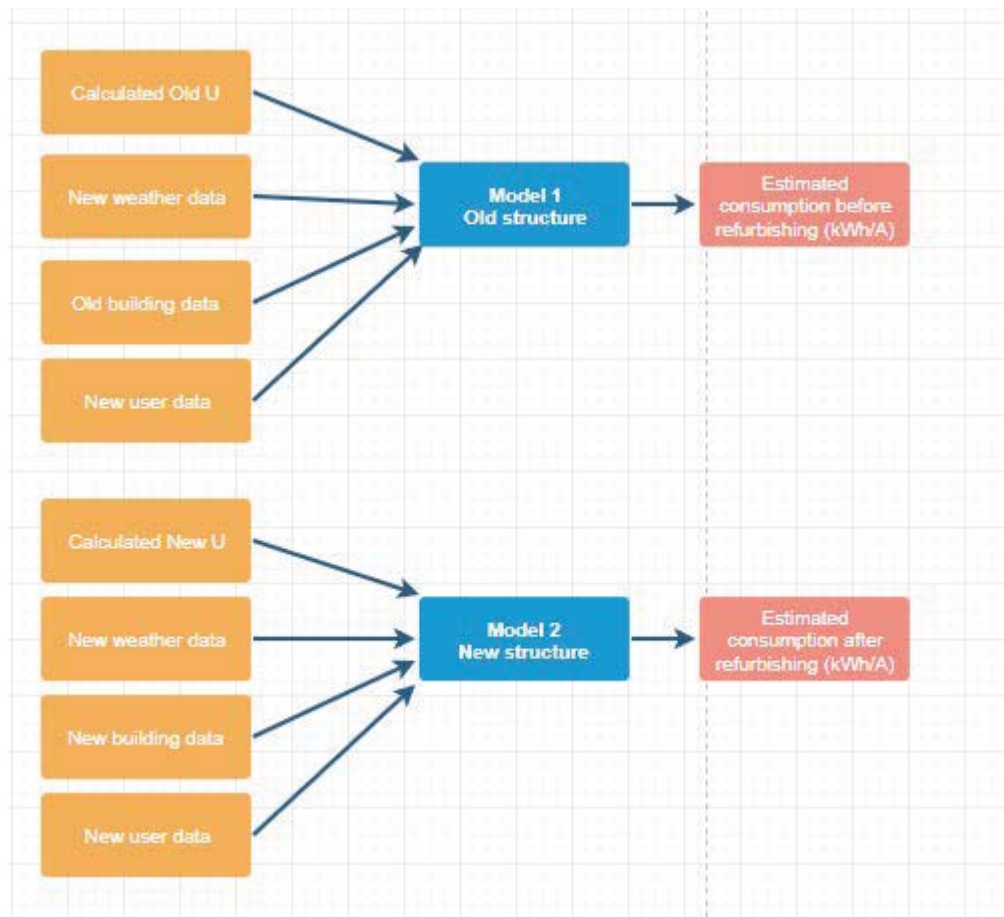 Calculated Old U
New weather data
Old building data
New user data
Model 1
Old structure
Estimated
consumption before
refurbishing (kWh/A)
Calculated New U
New weather data
New building data
New user data
Model 2
New structure
Estimated
consumption after
refurbishing (kWh/A)